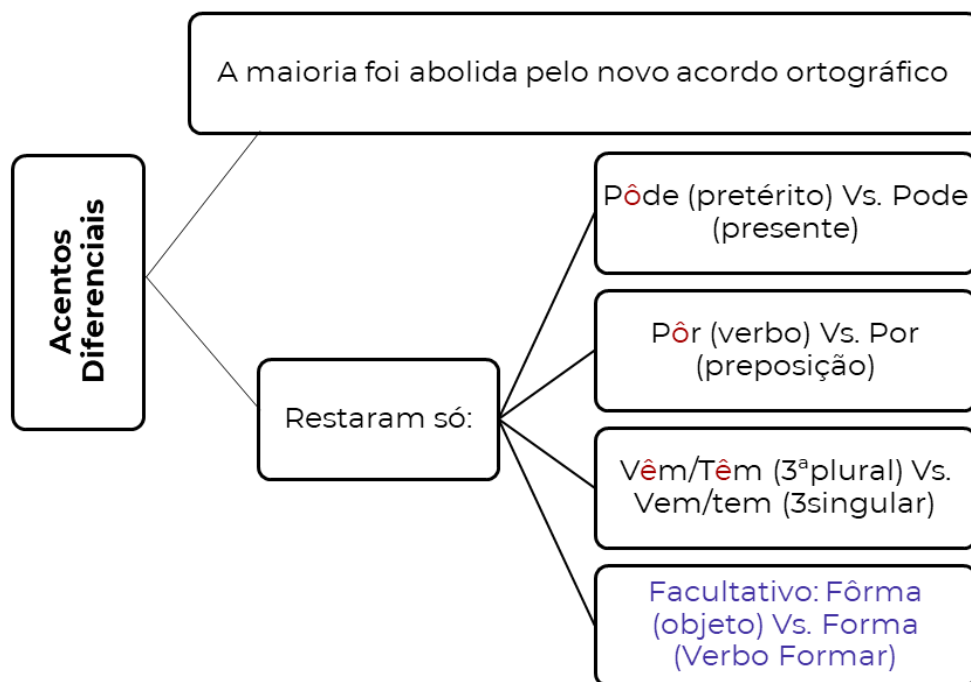 A maioria foi abolida pelo novo acordo ortográfico
Acentos
Diferenciais
Restaram só:
Pôde (pretérito) Vs. Pode
(presente)
Pôr (verbo) Vs. Por
(preposição)
Vêm/Têm (3ªplural) Vs.
Vem/tem (3singular)
Facultativo: Fôrma
(objeto) Vs. Forma
(Verbo Formar)